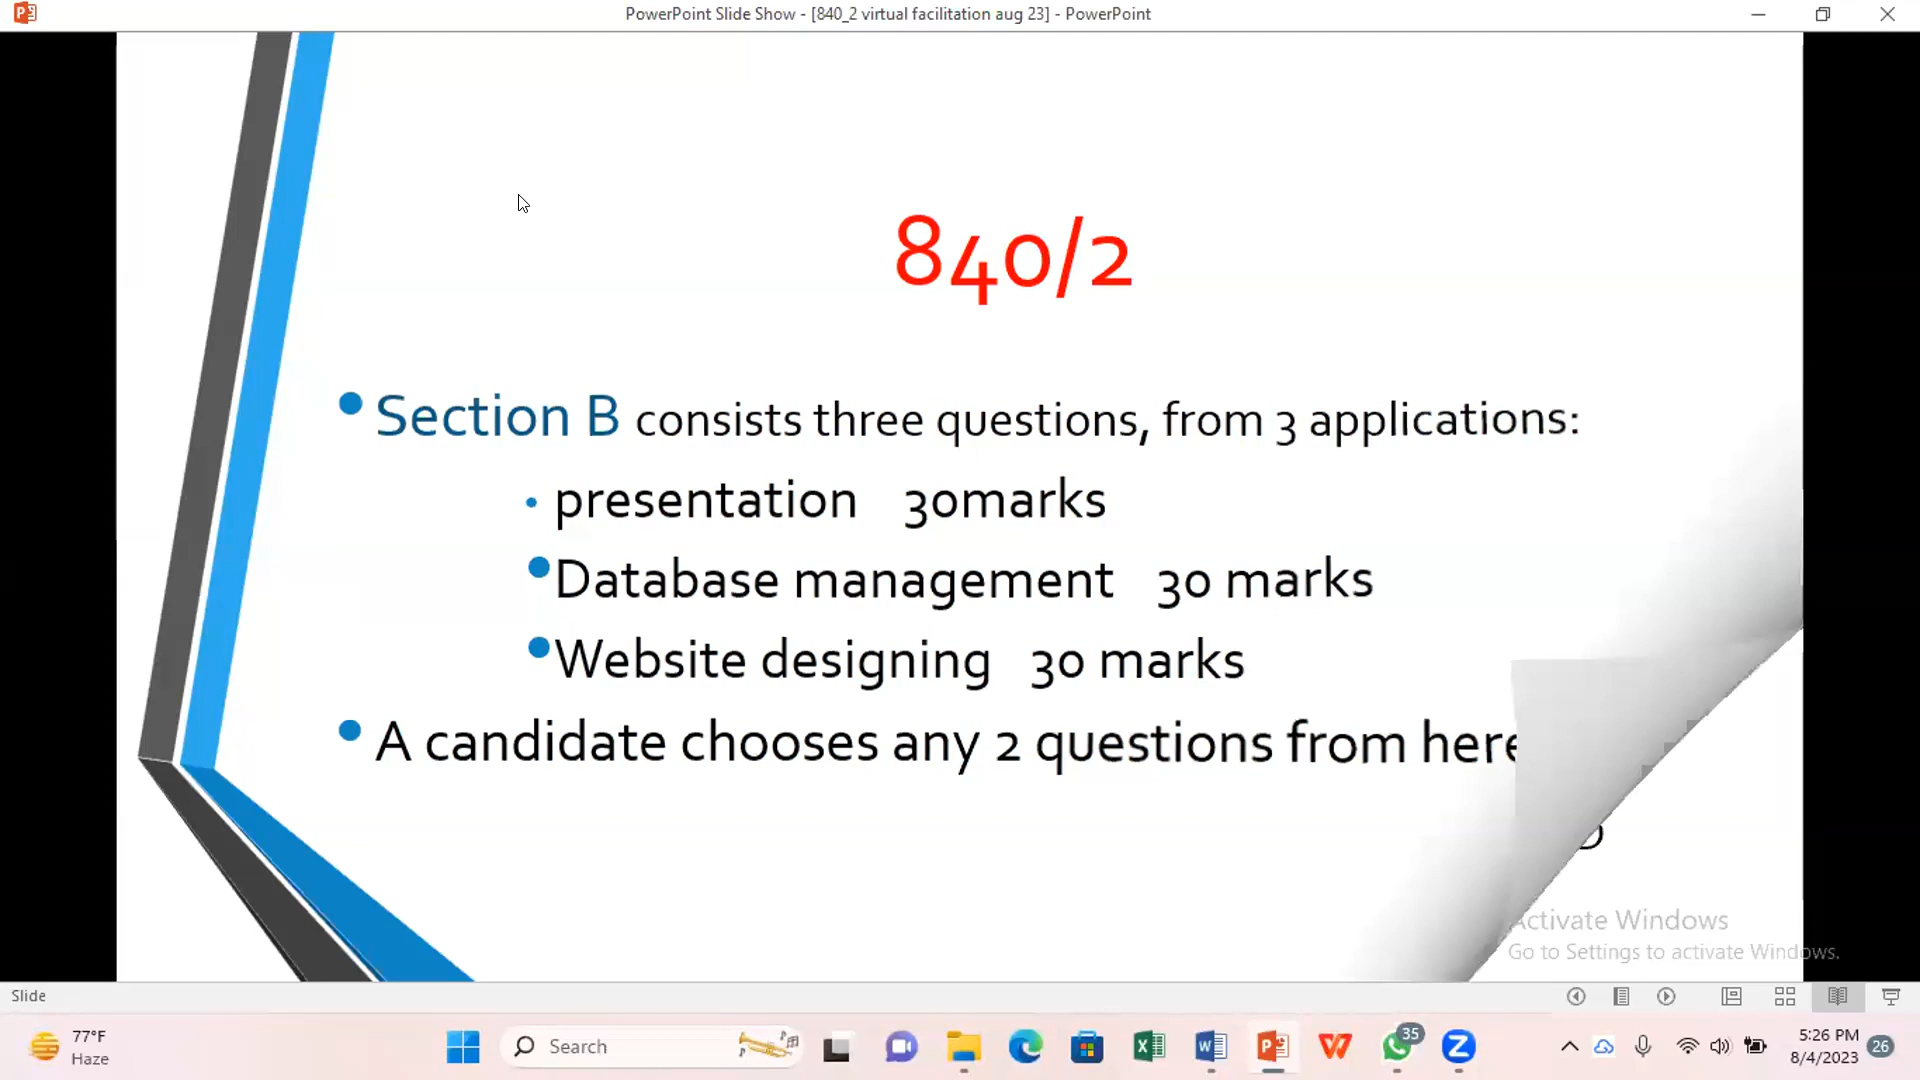 PowerPoint Slide Show - [840_2 virtual facilitation aug 23] - PowerPoint
840/2
• Section B consists three questions, from 3 applications:
• presentation 30marks
• Database management 30 marks
• Website designing 30 marks
• A candidate chooses any 2 questions from here
Activate Windows
Go to Settings to activate Windows.
Slide
77°F
Haze
Search
35
5:26 PM
8/4/2023
26